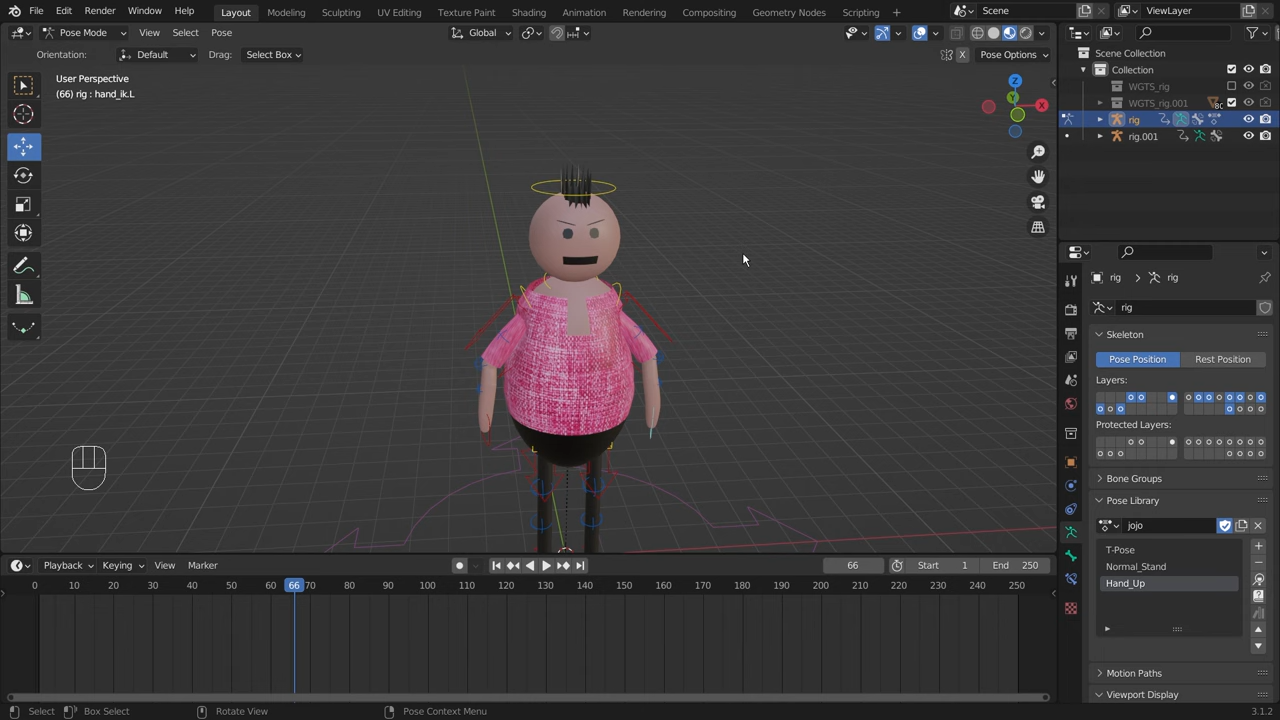 File Edit Render Window Help Layout Modeling Sculpting UV Editing Texture Paint Shading Animation Rendering Compositing Geometry Nodes Scripting + Scene ViewLayer
Pose Mode View Select Pose Global
Orientation: Default Drag: Select Box X Pose Options
User Perspective
(66) rig : hand_ik.L
Z
Y
X
Scene Collection
Collection
WGTS_rig
WGTS_rig.001
rig
rig.001
rig > rig
rig
Skeleton
Pose Position Rest Position
Layers:
Protected Layers:
Bone Groups
Pose Library
jojo
T-Pose
Normal_Stand
Hand_Up
Motion Paths
Viewport Display
Playback Keying View Marker 66 Start 1 End 250
0 10 20 30 40 50 66 70 80 90 100 110 120 130 140 150 160 170 180 190 200 210 220 230 240 250
Select Box Select Rotate View Pose Context Menu 3.1.2